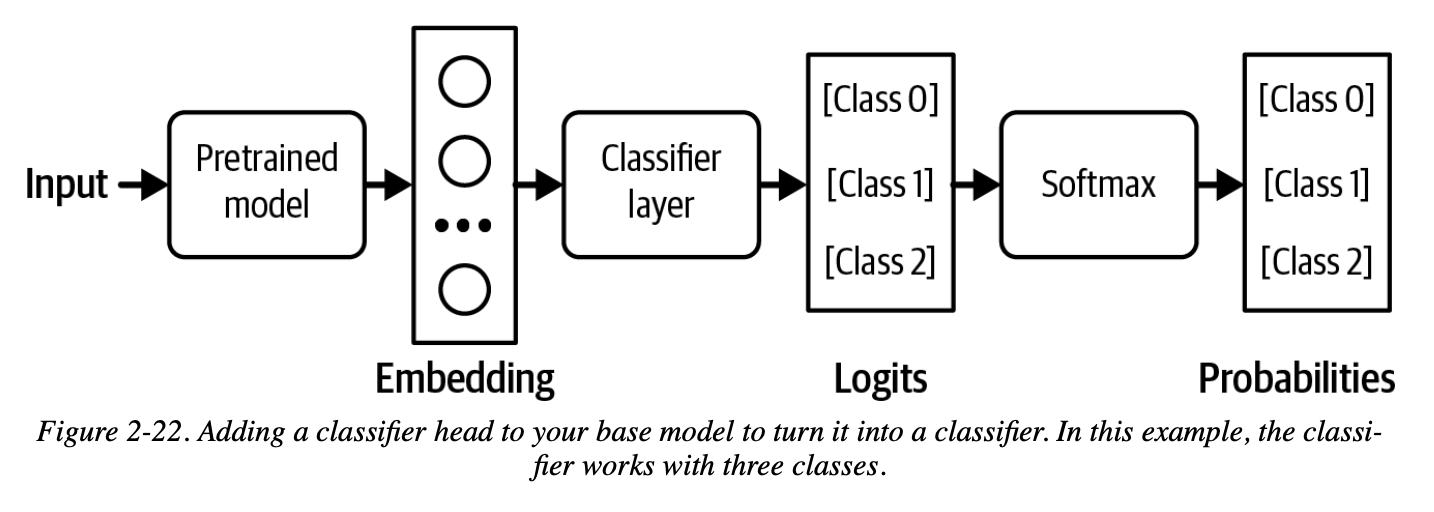 Input
Pretrained
model
Embedding
Classifier
layer
[Class 0]
[Class 1]
[Class 2]
Logits
Softmax
[Class 0]
[Class 1]
[Class 2]
Probabilities
Figure 2-22. Adding a classifier head to your base model to turn it into a classifier. In this example, the classi-
fier works with three classes.